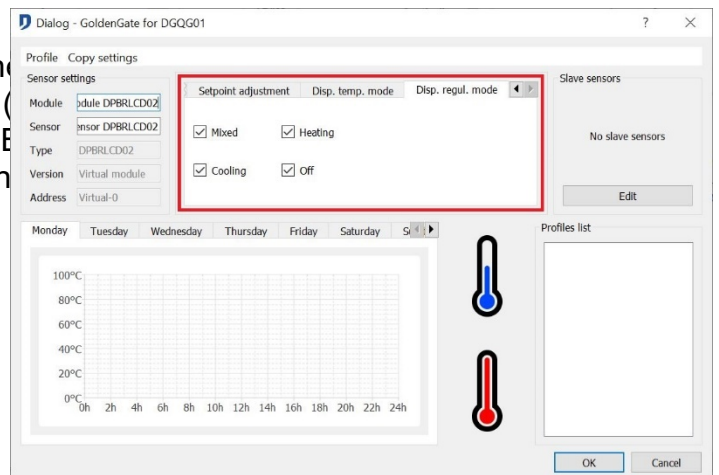 Dialog - GoldenGate for DGQG01
? ×
Profile Copy settings
Sensor settings
Module dule DPBRLCD02
Sensor ensor DPBRLCD02
Type DPBRLCD02
Version Virtual module
Address Virtual-0
Setpoint adjustment Disp. temp. mode Disp. regul. mode
Mixed Heating
Cooling Off
Slave sensors
No slave sensors
Edit
Monday Tuesday Wednesday Thursday Friday Saturday
100°C
80°C
60°C
40°C
20°C
0°C
0h 2h 4h 6h 8h 10h 12h 14h 16h 18h 20h 22h 24h
Profiles list
OK Cancel